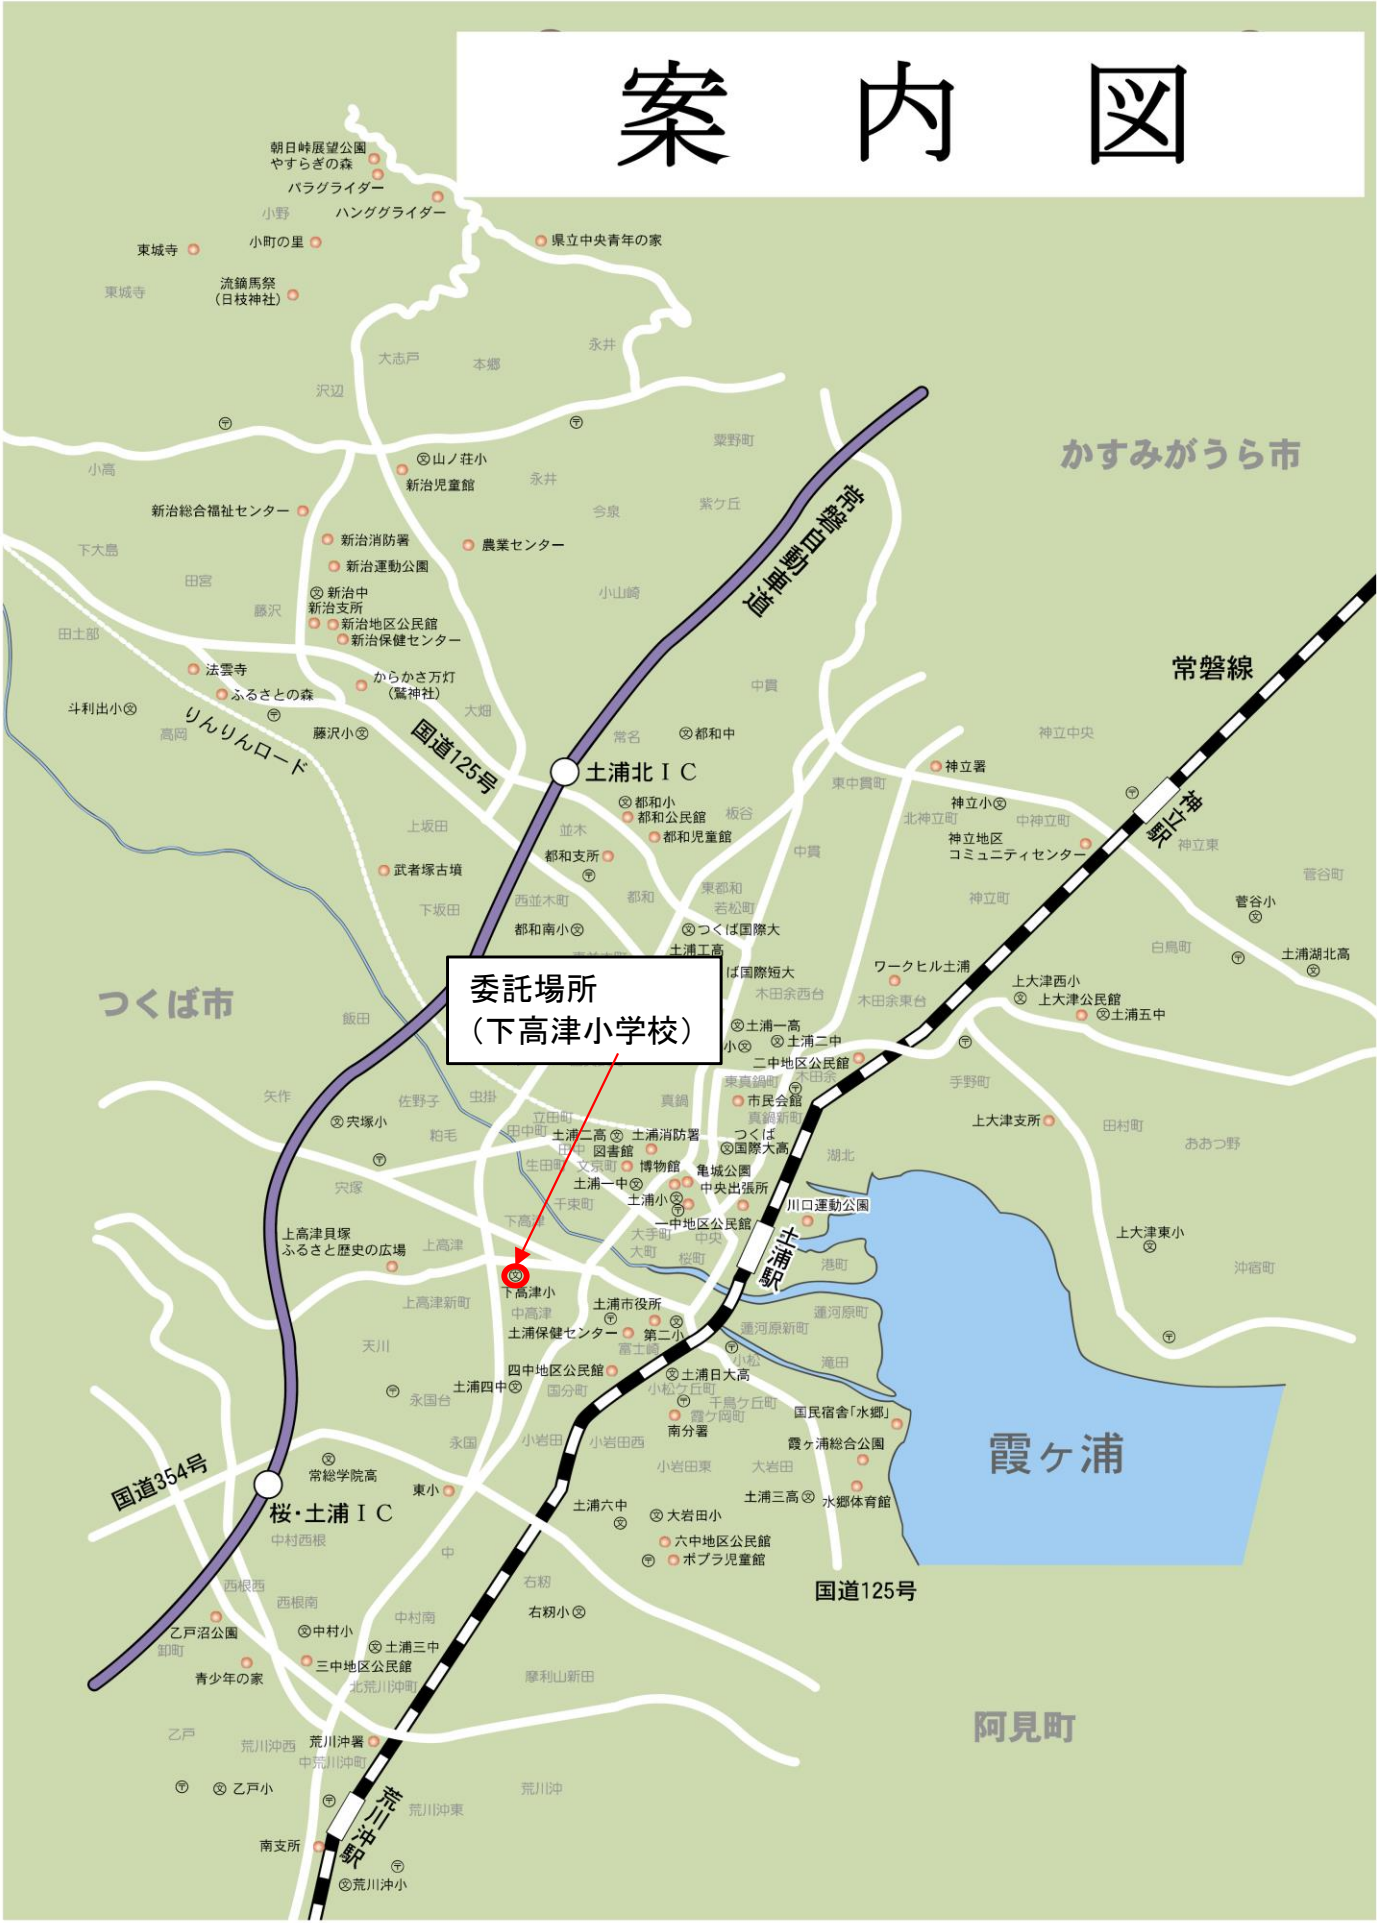 案内図
朝日峠展望公園
やすらぎの森
パラグライダー
ハンググライダー
小野
小町の里
東城寺
県立中央青年の家
流鏑馬祭
（日枝神社）
東城寺
永井
大志戸
本郷
沢辺
粟野町
かすみがうら市
山ノ荘小
新治児童館
小高
永井
紫ケ丘
今泉
常磐自動車道
新治総合福祉センター
新治消防署
農業センター
下大島
新治運動公園
田宮
新治中
小山崎
藤沢
新治支所
新治地区公民館
新治保健センター
田土部
常磐線
法雲寺
からかさ万灯
（鷲神社）
中貫
ふるさとの森
斗利出小
りんりんロード
大畑
高岡
藤沢小
国道125号
常名
都和中
神立中央
土浦北ＩＣ
東中貫町
神立署
神立駅
都和小
都和公民館
板谷
神立小
北神立町
中神立町
上坂田
並木
都和児童館
神立地区
コミュニティセンター
神立東
都和支所
中貫
武者塚古墳
菅谷町
東都和
都和
西並木町
若松町
神立町
菅谷小
下坂田
都和南小
つくば国際大
土浦工高
白鳥町
土浦湖北高
委託場所
（下高津小学校）
ば国際短大
ワークヒル土浦
上大津西小
木田余西台
木田余東台
上大津公民館
土浦五中
つくば市
飯田
土浦一高
小
土浦二中
二中地区公民館
東真鍋町
木田余
手野町
矢作
佐野子
虫掛
真鍋
市民会館
真鍋新町
穴塚小
立田町
上大津支所
田村町
粕毛
田中町
土浦二高
土浦消防署
つくば
国際大高
おおつ野
田中
図書館
湖北
生田町
文京町
博物館
亀城公園
土浦一中
中央出張所
穴塚
千束町
土浦小
川口運動公園
下高津
一中地区公民館
上高津貝塚
ふるさと歴史の広場
上高津
大手町
中央
土浦駅
上大津東小
大町
桜町
港町
沖宿町
下高津小
上高津新町
中高津
土浦市役所
蓮河原町
土浦保健センター
第二小
蓮河原新町
天川
富士崎
小松
滝田
四中地区公民館
土浦日大高
土浦四中
国分町
小松ケ丘町
永国台
千鳥ケ丘町
霞ケ岡町
国民宿舎「水郷」
南分署
永国
小岩田
小岩田西
霞ヶ浦総合公園
霞ヶ浦
国道354号
常総学院高
小岩田東
大岩田
東小
土浦三高
水郷体育館
桜・土浦ＩＣ
土浦六中
大岩田小
中村西根
六中地区公民館
中
ポプラ児童館
右籾
国道125号
西根西
西根南
中村南
右籾小
乙戸沼公園
中村小
卸町
土浦三中
三中地区公民館
青少年の家
摩利山新田
北荒川沖町
阿見町
乙戸
荒川沖西
荒川沖署
中荒川沖町
乙戸小
荒川沖
荒川沖駅
荒川沖東
南支所
荒川沖小